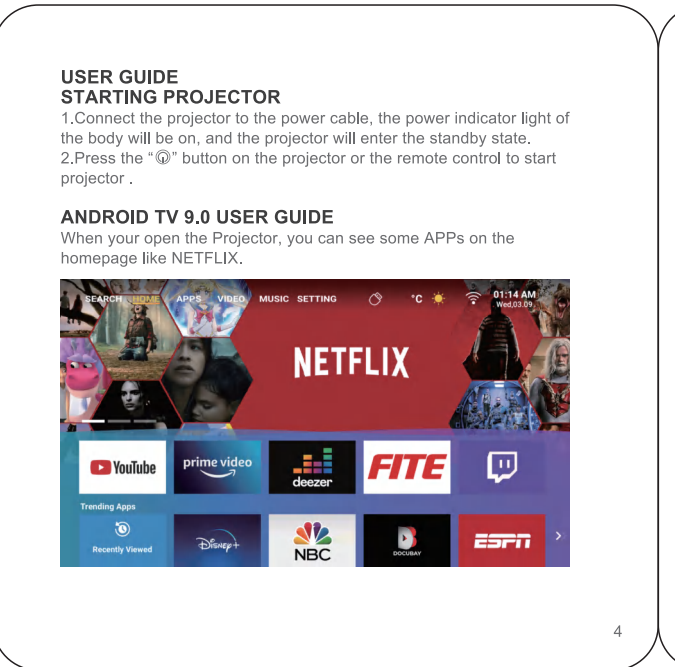 USER GUIDE
STARTING PROJECTOR
1.Connect the projector to the power cable, the power indicator light of
the body will be on, and the projector will enter the standby state.
2.Press the “ ” button on the projector or the remote control to start
projector .
ANDROID TV 9.0 USER GUIDE
When your open the Projector, you can see some APPs on the
homepage like NETFLIX.
SEARCH HOME APPS VIDEO MUSIC SETTING °C 01:14 AM
Wed,03.09
NETFLIX
YouTube prime video deezer FITE
Trending Apps
Recently Viewed Disney+ NBC DOCUBAY ESPN
4